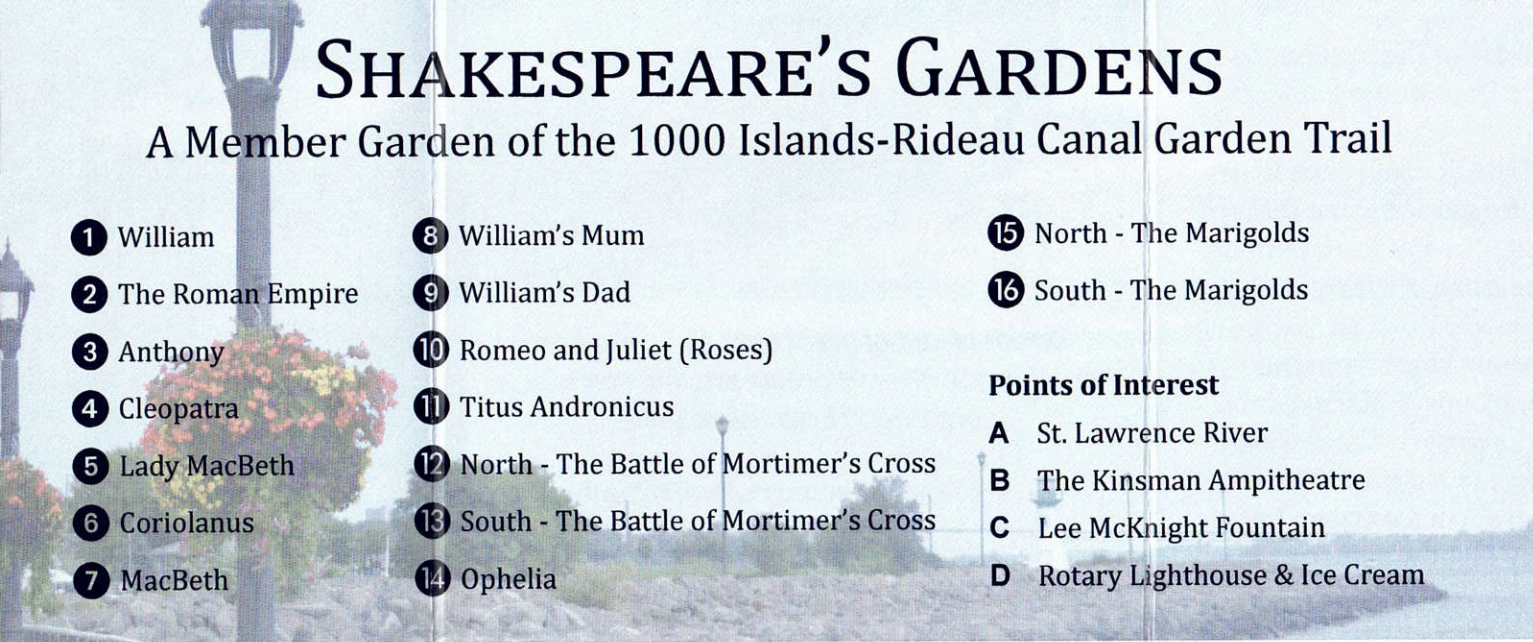 SHAKESPEARE'S GARDENS
A Member Garden of the 1000 Islands-Rideau Canal Garden Trail
1 William
2 The Roman Empire
3 Anthony
4 Cleopatra
5 Lady MacBeth
6 Coriolanus
7 MacBeth
8 William's Mum
9 William's Dad
10 Romeo and Juliet (Roses)
11 Titus Andronicus
12 North - The Battle of Mortimer's Cross
13 South - The Battle of Mortimer's Cross
14 Ophelia
15 North - The Marigolds
16 South - The Marigolds
Points of Interest
A St. Lawrence River
B The Kinsman Ampitheatre
C Lee McKnight Fountain
D Rotary Lighthouse & Ice Cream